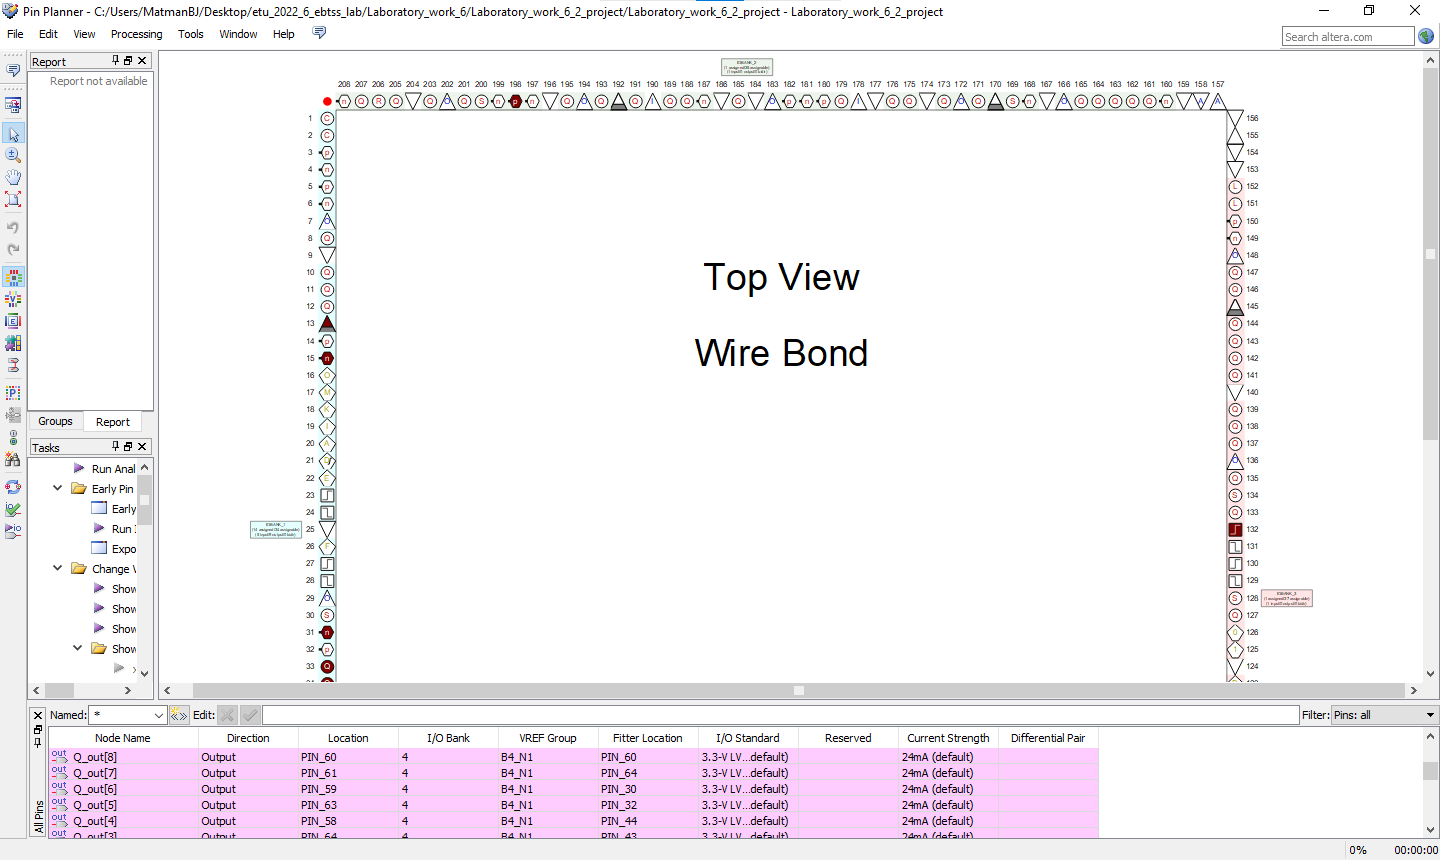 Pin Planner - C:/Users/MatmanBJ/Desktop/etu_2022_6_ebtss_lab/Laboratory_work_6/Laboratory_work_6_2_project/Laboratory_work_6_2_project - Laboratory_work_6_2_project
File Edit View Processing Tools Window Help
Search altera.com
Report
Report not available
Groups Report
Tasks
Run Anal
Early Pin
Early
Run I
Expo
Change V
Show
Show
Show
Show
208 207 206 205 204 203 202 201 200 199 198 197 196 195 194 193 192 191 190 189 188 187 186 185 184 183 182 181 180 179 178 177 176 175 174 173 172 171 170 169 168 167 166 165 164 163 162 161 160 159 158 157
1 156
2 155
3 154
4 153
5 152
6 151
7 150
8 149
9 148
10 147
11 146
12 145
13 144
14 143
15 142
16 141
17 140
18 139
19 138
20 137
21 136
22 135
23 134
24 133
25 132
26 131
27 130
28 129
29 128
30 127
31 126
32 125
33 124
Top View
Wire Bond
Named: * Edit: Filter: Pins: all
All Pins
Node Name Direction Location I/O Bank VREF Group Fitter Location I/O Standard Reserved Current Strength Differential Pair
Q_out[8] Output PIN_60 4 B4_N1 PIN_60 3.3-V LV...default) 24mA (default)
Q_out[7] Output PIN_61 4 B4_N1 PIN_64 3.3-V LV...default) 24mA (default)
Q_out[6] Output PIN_59 4 B4_N1 PIN_30 3.3-V LV...default) 24mA (default)
Q_out[5] Output PIN_63 4 B4_N1 PIN_32 3.3-V LV...default) 24mA (default)
Q_out[4] Output PIN_58 4 B4_N1 PIN_44 3.3-V LV...default) 24mA (default)
Q_out[3] Output PIN_64 4 B4_N1 PIN_43 3.3-V LV...default) 24mA (default)
0% 00:00:00